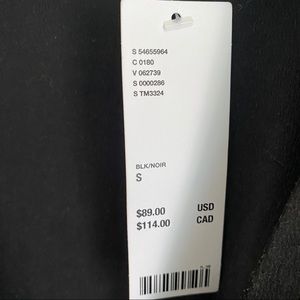 S 54655964
C 0180
V 062739
S 0000286
S TM3324
BLK/NOIR
S
$89.00 USD
$114.00 CAD